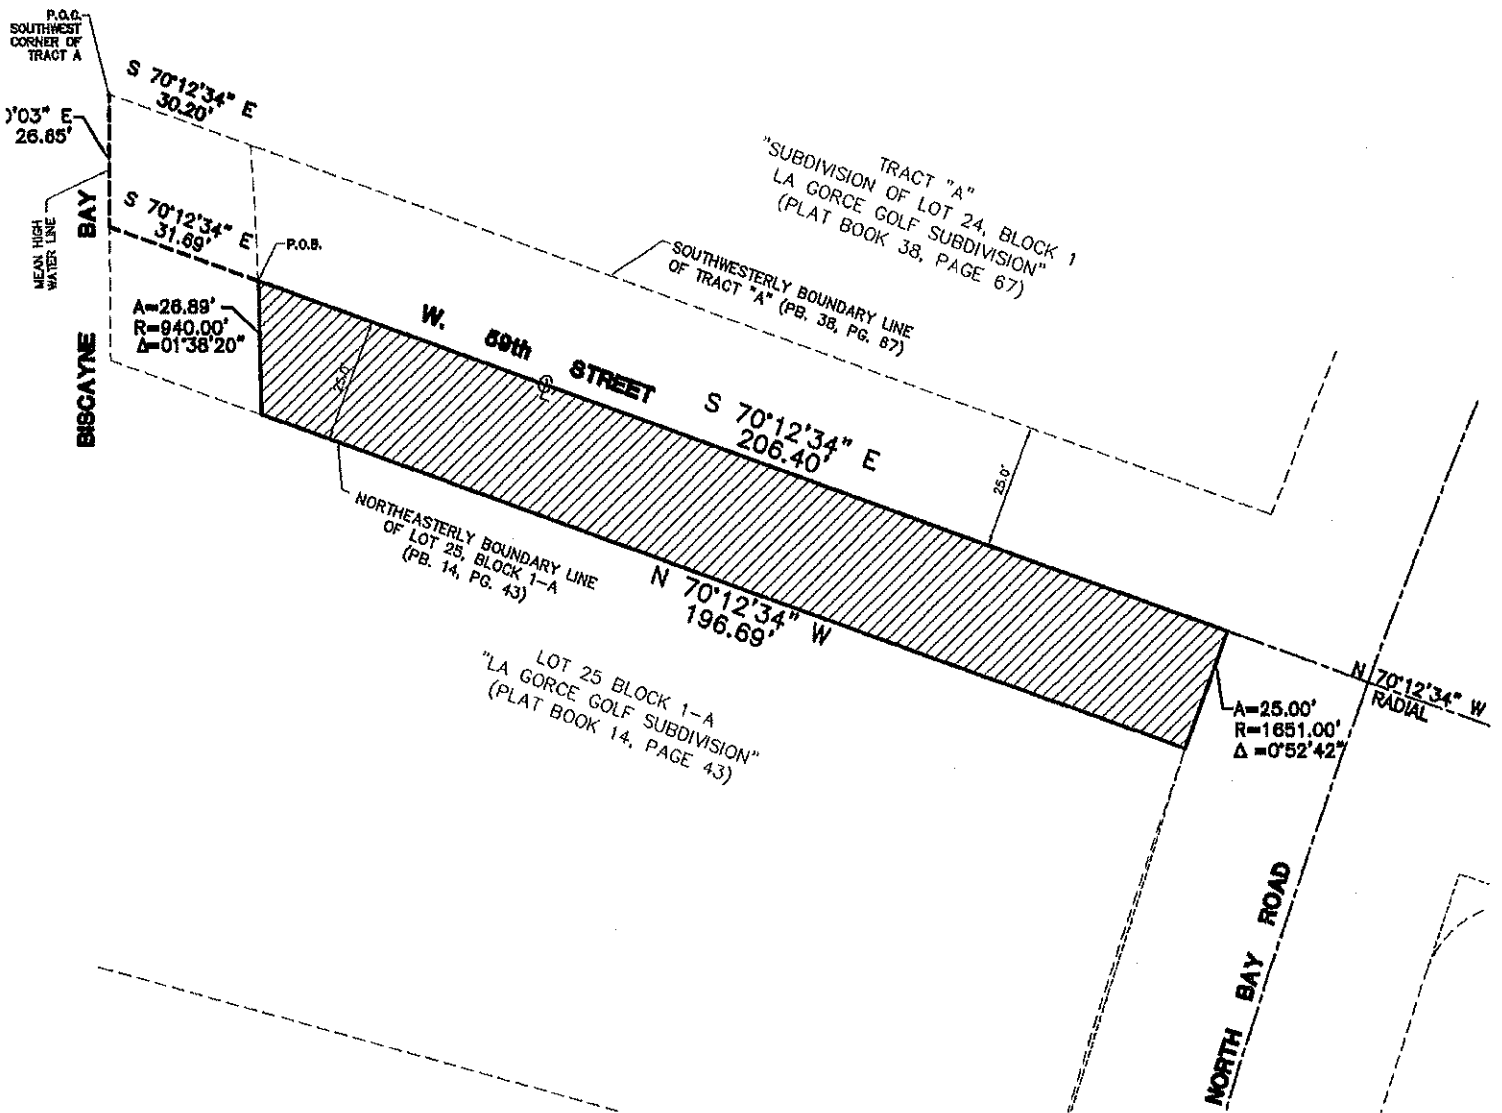 P.O.C.
SOUTHWEST
CORNER OF
TRACT A
S 70°12'34" E
30.20'
)'03" E
26.65'
MEAN HIGH
WATER LINE
BISCAYNE BAY
S 70°12'34" E
31.69'
P.O.B.
A=26.89'
R=940.00'
Δ=01°38'20"
TRACT "A"
"SUBDIVISION OF LOT 24, BLOCK 1
LA GORCE GOLF SUBDIVISION"
(PLAT BOOK 38, PAGE 67)
SOUTHWESTERLY BOUNDARY LINE
OF TRACT "A" (PB. 38, PG. 67)
W. 59th STREET
25.0'
S 70°12'34" E
206.40'
25.0'
NORTHEASTERLY BOUNDARY LINE
OF LOT 25, BLOCK 1-A
(PB. 14, PG. 43)
N 70°12'34" W
196.69'
LOT 25 BLOCK 1-A
"LA GORCE GOLF SUBDIVISION"
(PLAT BOOK 14, PAGE 43)
N 70°12'34" W
RADIAL
A=25.00'
R=1651.00'
Δ =0°52'42"
NORTH BAY ROAD